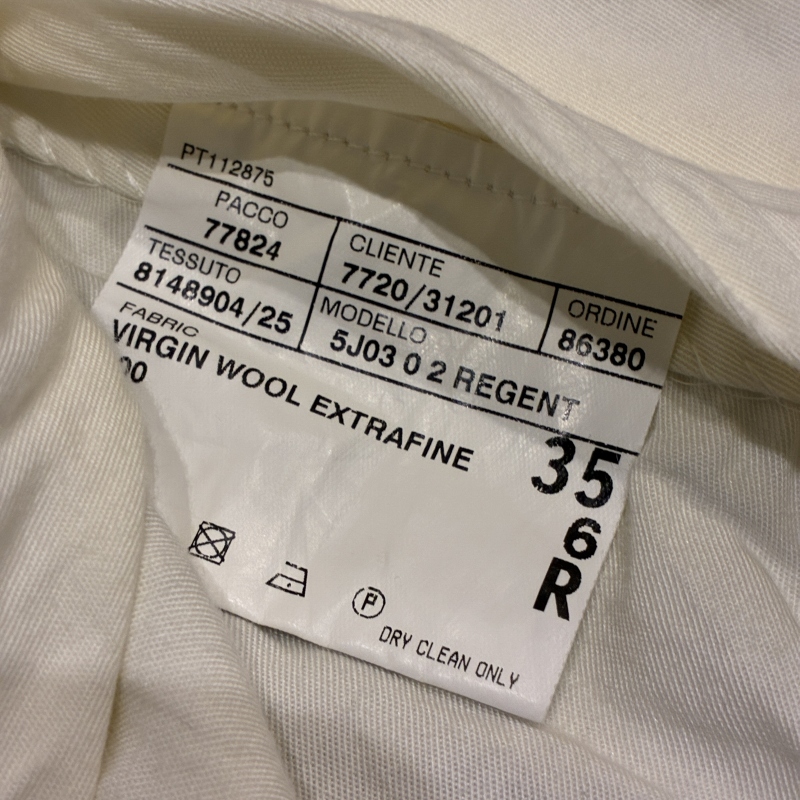 PT112875
PACCO
77824
CLIENTE
7720/31201
ORDINE
86380
TESSUTO
8148904/25
MODELLO
5J03 0 2 REGENT
FABRIC
VIRGIN WOOL EXTRAFINE
00
35
6
R
P
DRY CLEAN ONLY